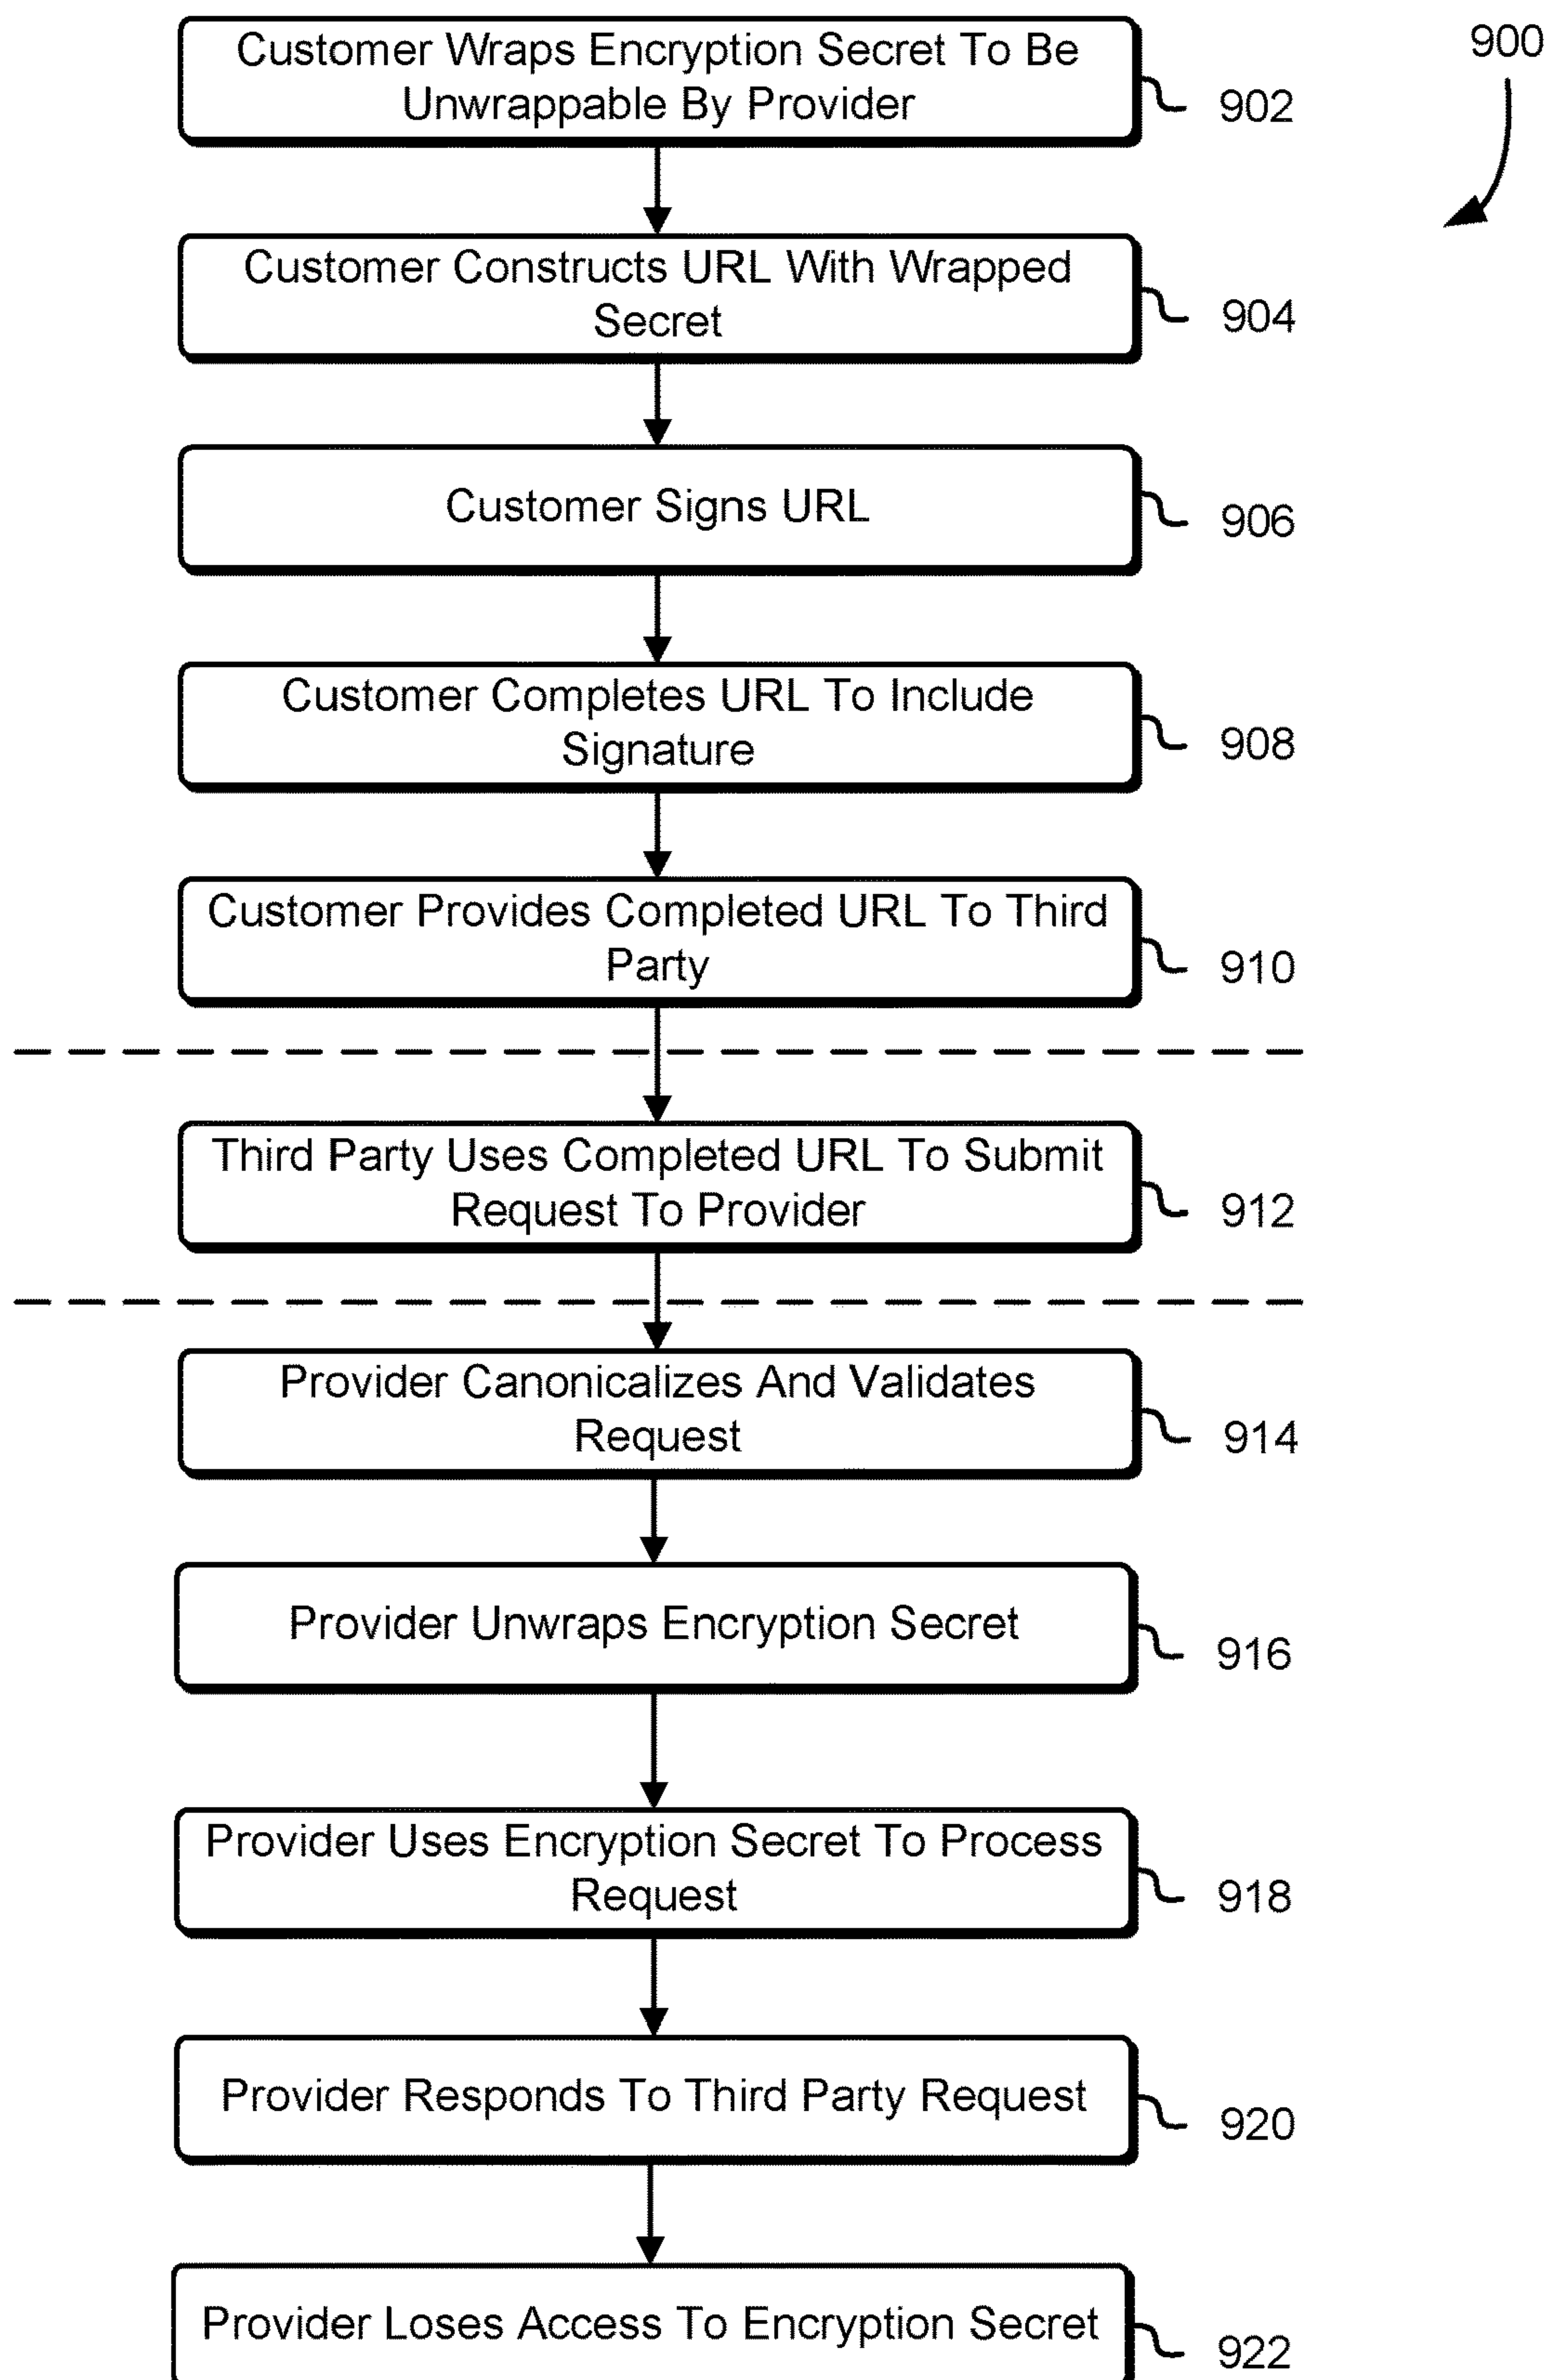 Customer Wraps Encryption Secret To Be
Unwrappable By Provider
902
900
Customer Constructs URL With Wrapped
Secret
904
Customer Signs URL
906
Customer Completes URL To Include
Signature
908
Customer Provides Completed URL To Third
Party
910
Third Party Uses Completed URL To Submit
Request To Provider
912
Provider Canonicalizes And Validates
Request
914
Provider Unwraps Encryption Secret
916
Provider Uses Encryption Secret To Process
Request
918
Provider Responds To Third Party Request
920
Provider Loses Access To Encryption Secret
922